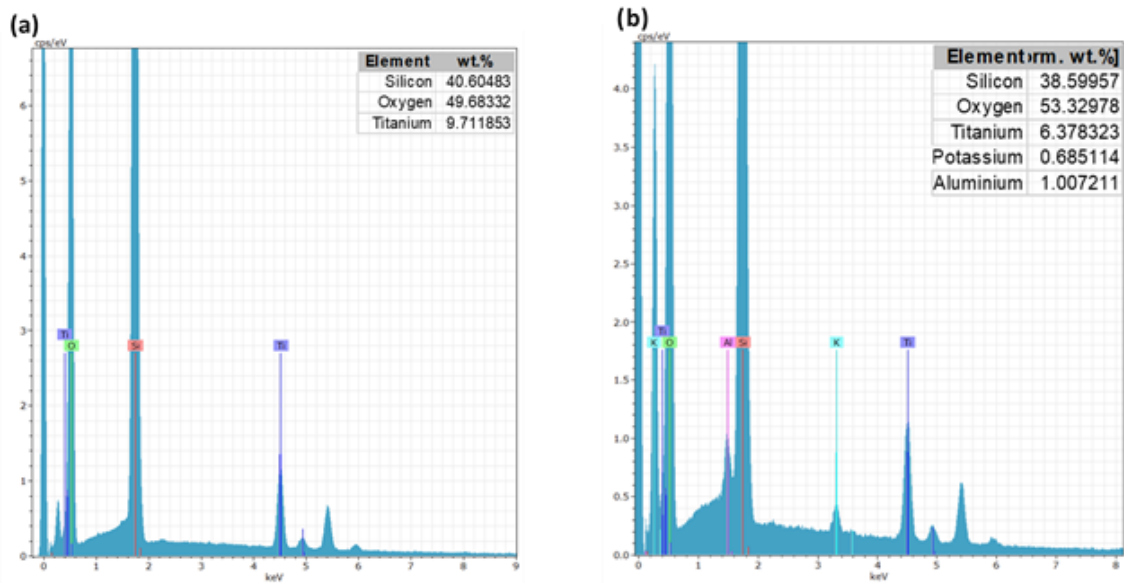 (a)
cps/eV
Element wt.%
Silicon 40.60483
Oxygen 49.68332
Titanium 9.711853
6
5
4
3
2
1
0
Ti
O
Si
Ti
0 1 2 3 4 5 6 7 8 9
keV
(b)
cps/eV
Element rm. wt.%]
Silicon 38.59957
Oxygen 53.32978
Titanium 6.378323
Potassium 0.685114
Aluminium 1.007211
4.0
3.5
3.0
2.5
2.0
1.5
1.0
0.5
0.0
Ti
K O Al Si K Ti
0 1 2 3 4 5 6 7 8
keV